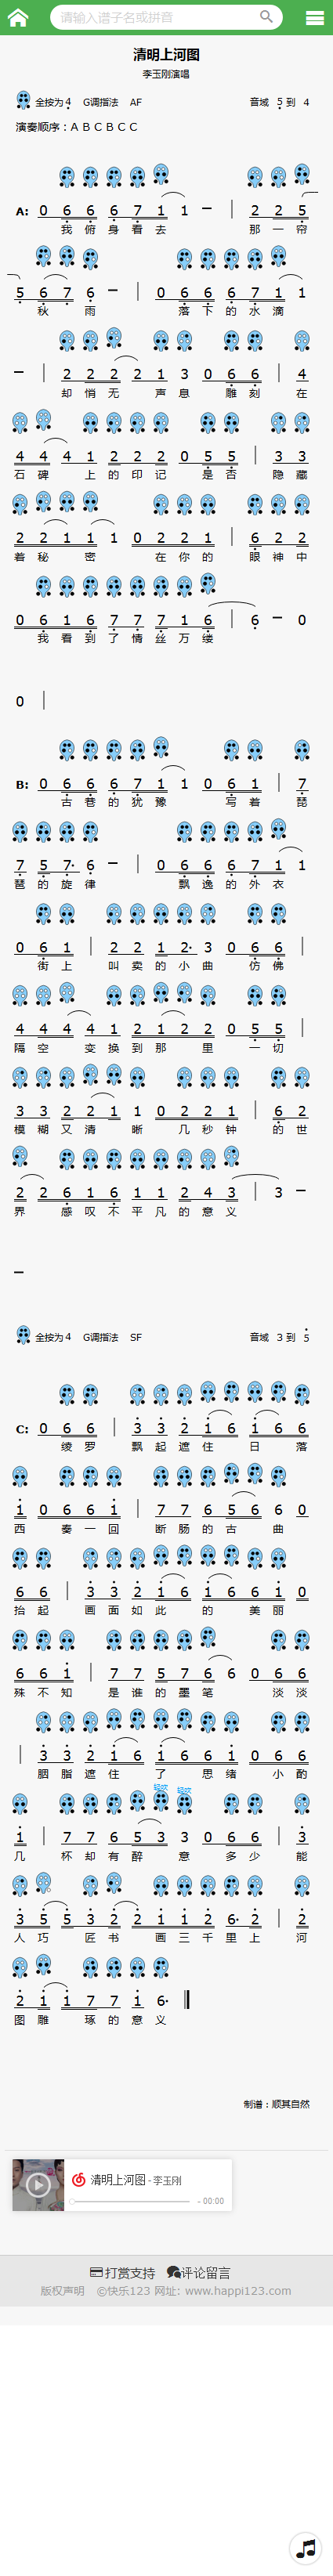 请输入谱子名或拼音
清明上河图
李玉刚演唱
全按为4 G调指法 AF 音域 5 到 4
演奏顺序：A B C B C C
A: 0 6 6 6 7 1 1 - | 2 2 5
我 俯 身 看 去 那 一 帘
5 6 7 6 - | 0 6 6 6 7 1 1
秋 雨 落 下 的 水 滴
- | 2 2 2 2 1 3 0 6 6 | 4
却 悄 无 声 息 雕 刻 在
4 4 4 1 2 2 2 0 5 5 | 3 3
石 碑 上 的 印 记 是 否 隐 藏
2 2 1 1 1 0 2 2 1 | 6 2 2
着 秘 密 在 你 的 眼 神 中
0 6 1 6 7 7 7 1 6 | 6 - 0
我 看 到 了 情 丝 万 缕
0 |
B: 0 6 6 6 7 1 1 0 6 1 | 7
古 巷 的 犹 豫 写 着 琵
7 5 7· 6 - | 0 6 6 6 7 1 1
琶 的 旋 律 飘 逸 的 外 衣
0 6 1 | 2 2 1 2· 3 0 6 6 |
街 上 叫 卖 的 小 曲 仿 佛
4 4 4 4 1 2 1 2 2 0 5 5 |
隔 空 变 换 到 那 里 一 切
3 3 2 2 1 1 0 2 2 1 | 6 2
模 糊 又 清 晰 几 秒 钟 的 世
2 2 6 1 6 1 1 2 4 3 | 3 -
界 感 叹 不 平 凡 的 意 义
-
全按为4 G调指法 SF 音域 3 到 5
C: 0 6 6 | 3 3 2 1 6 1 6 6
绫 罗 飘 起 遮 住 日 落
1 0 6 6 1 | 7 7 6 5 6 6 0
西 奏 一 回 断 肠 的 古 曲
6 6 | 3 3 2 1 6 1 6 6 1 0
抬 起 画 面 如 此 的 美 丽
6 6 1 | 7 7 5 7 6 6 0 6 6
殊 不 知 是 谁 的 墨 笔 淡 淡
| 3 3 2 1 6 1 6 6 1 0 6 6
胭 脂 遮 住 了 思 绪 小 酌
轻吹 轻吹
1 | 7 7 6 5 3 3 0 6 6 | 3
几 杯 却 有 醉 意 多 少 能
3 5 5 3 2 2 1 1 2 6· 2 | 2
人 巧 匠 书 画 三 千 里 上 河
2 1 1 7 7 1 6·
图 雕 琢 的 意 义
制谱：顺其自然
清明上河图 - 李玉刚
- 00:00
打赏支持 评论留言
版权声明 ©快乐123 网址：www.happi123.com